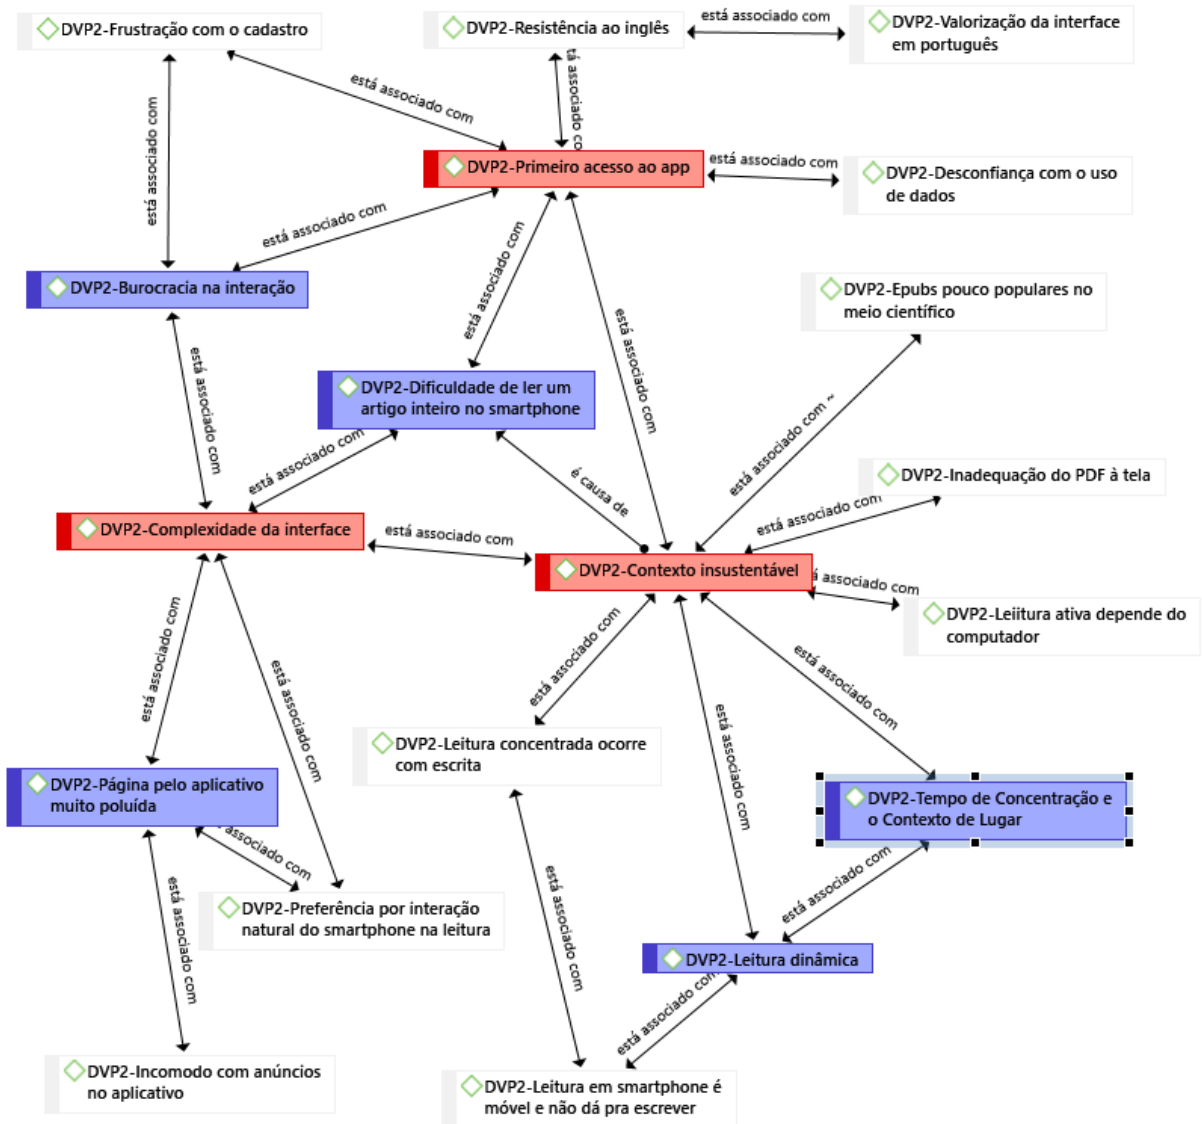 DVP2-Frustração com o cadastro
DVP2-Resistência ao inglês
está associado com
DVP2-Valorização da interface
em português
está associado com
está associado com
tá associado co
DVP2-Primeiro acesso ao app
está associado com
DVP2-Desconfiança com o uso
de dados
está associado com
está associado com
DVP2-Burocracia na interação
DVP2-Epubs pouco populares no
meio científico
está associado com
está associado com
está associado com
DVP2-Dificuldade de ler um
artigo inteiro no smartphone
está associado com ~
está associado com
é causa de
DVP2-Inadequação do PDF à tela
está associado com
DVP2-Complexidade da interface
está associado com
DVP2-Contexto insustentável
á associado com
DVP2-Leiitura ativa depende do
computador
está associado com
está associado com
está associado com
está associado com
está associado com
DVP2-Leitura concentrada ocorre
com escrita
DVP2-Página pelo aplicativo
muito poluída
DVP2-Tempo de Concentração e
o Contexto de Lugar
associado com
está associado com
DVP2-Preferência por interação
natural do smartphone na leitura
está associado com
está associado com
DVP2-Leitura dinâmica
está associado com
DVP2-Incomodo com anúncios
no aplicativo
DVP2-Leitura em smartphone é
móvel e não dá pra escrever